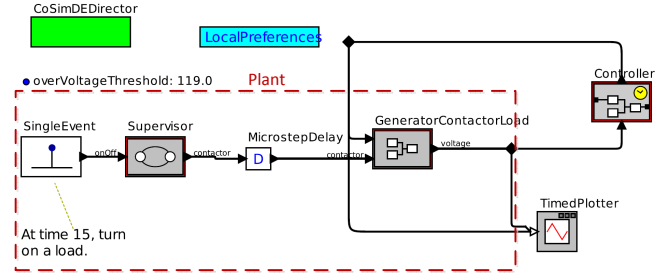 CoSimDEDirector
LocalPreferences
overVoltageThreshold: 119.0
Plant
Controller
SingleEvent
Supervisor
MicrostepDelay
GeneratorContactorLoad
onOff
contactor
D
contactor
voltage
TimedPlotter
At time 15, turn
on a load.